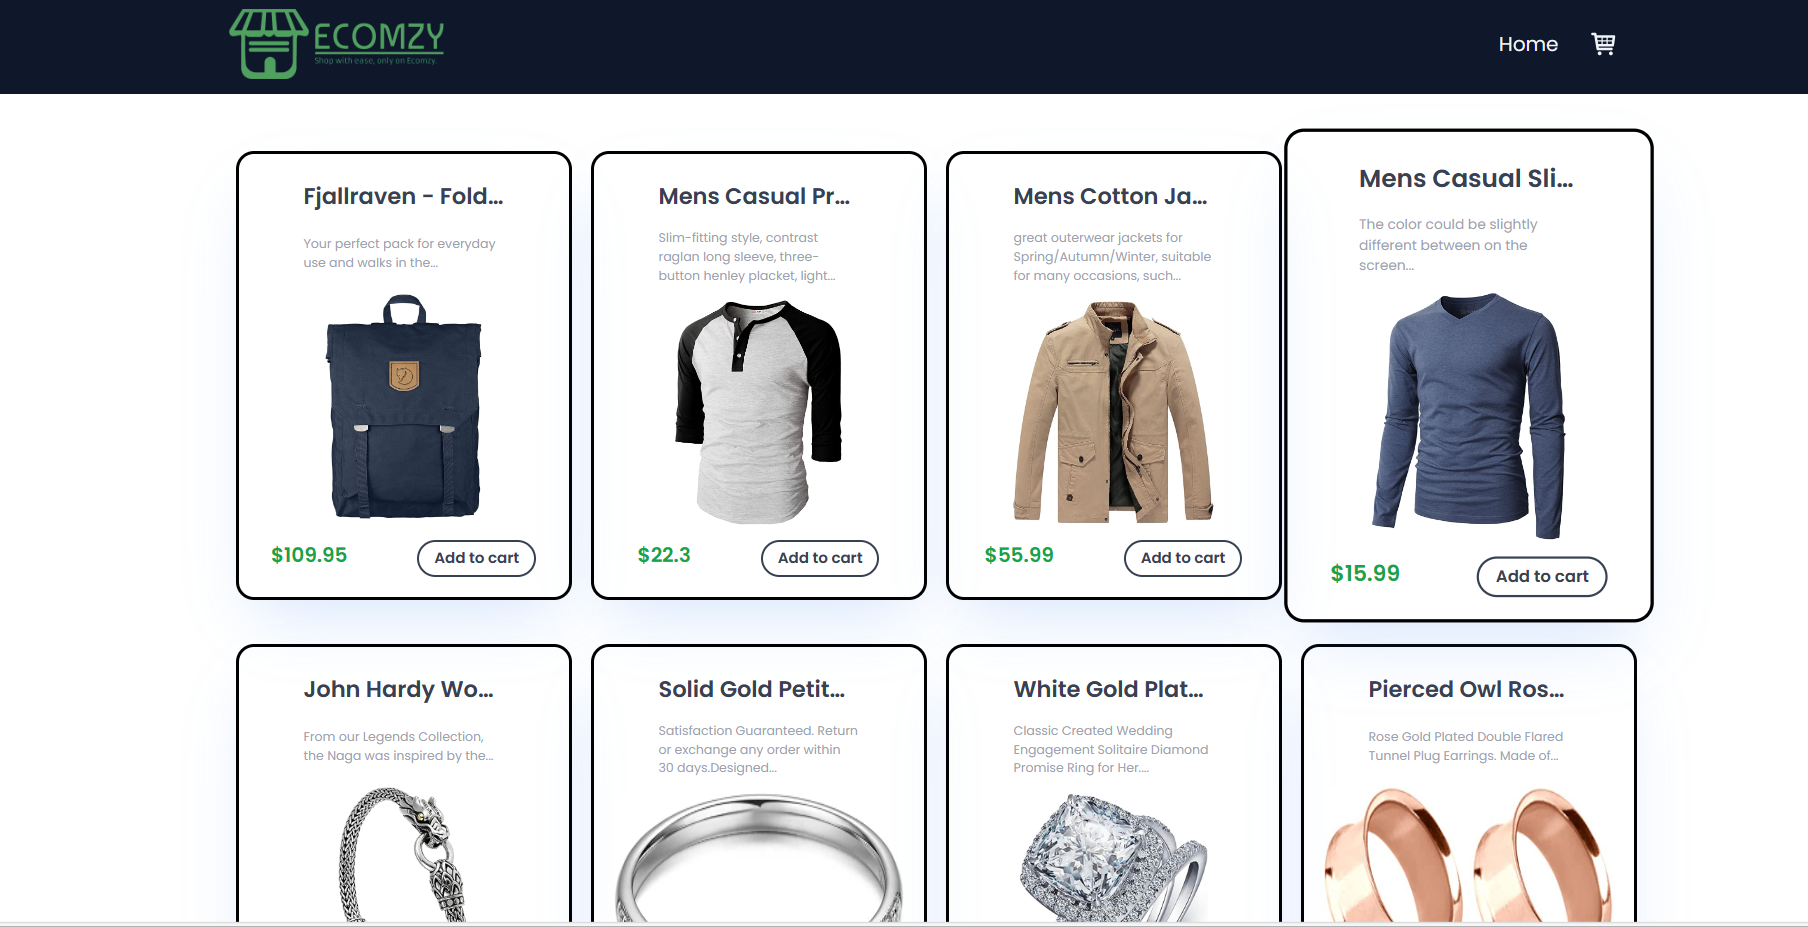 ECOMZY
Shop with ease, only on Ecomzy.
Home
Fjallraven - Fold...
Your perfect pack for everyday
use and walks in the...
$109.95
Add to cart
Mens Casual Pr...
Slim-fitting style, contrast
raglan long sleeve, three-
button henley placket, light...
$22.3
Add to cart
Mens Cotton Ja...
great outerwear jackets for
Spring/Autumn/Winter, suitable
for many occasions, such...
$55.99
Add to cart
Mens Casual Sli...
The color could be slightly
different between on the
screen...
$15.99
Add to cart
John Hardy Wo...
From our Legends Collection,
the Naga was inspired by the...
Solid Gold Petit...
Satisfaction Guaranteed. Return
or exchange any order within
30 days.Designed...
White Gold Plat...
Classic Created Wedding
Engagement Solitaire Diamond
Promise Ring for Her....
Pierced Owl Ros...
Rose Gold Plated Double Flared
Tunnel Plug Earrings. Made of...